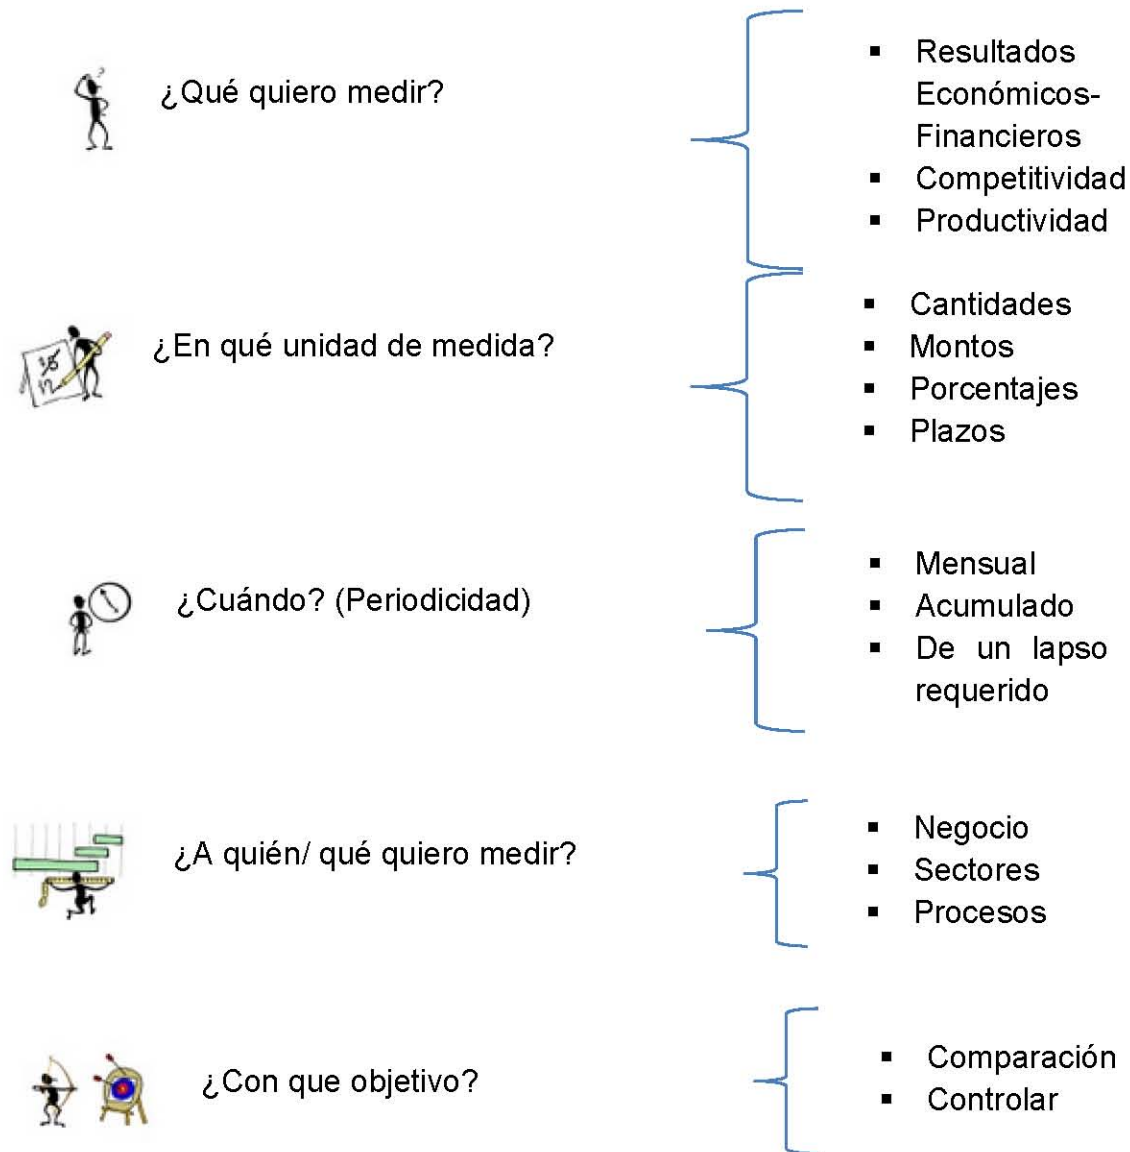 ¿Qué quiero medir?
▪ Resultados
Económicos-
Financieros
▪ Competitividad
▪ Productividad
¿En qué unidad de medida?
▪ Cantidades
▪ Montos
▪ Porcentajes
▪ Plazos
¿Cuándo? (Periodicidad)
▪ Mensual
▪ Acumulado
▪ De un lapso
requerido
¿A quién/ qué quiero medir?
▪ Negocio
▪ Sectores
▪ Procesos
¿Con que objetivo?
▪ Comparación
▪ Controlar